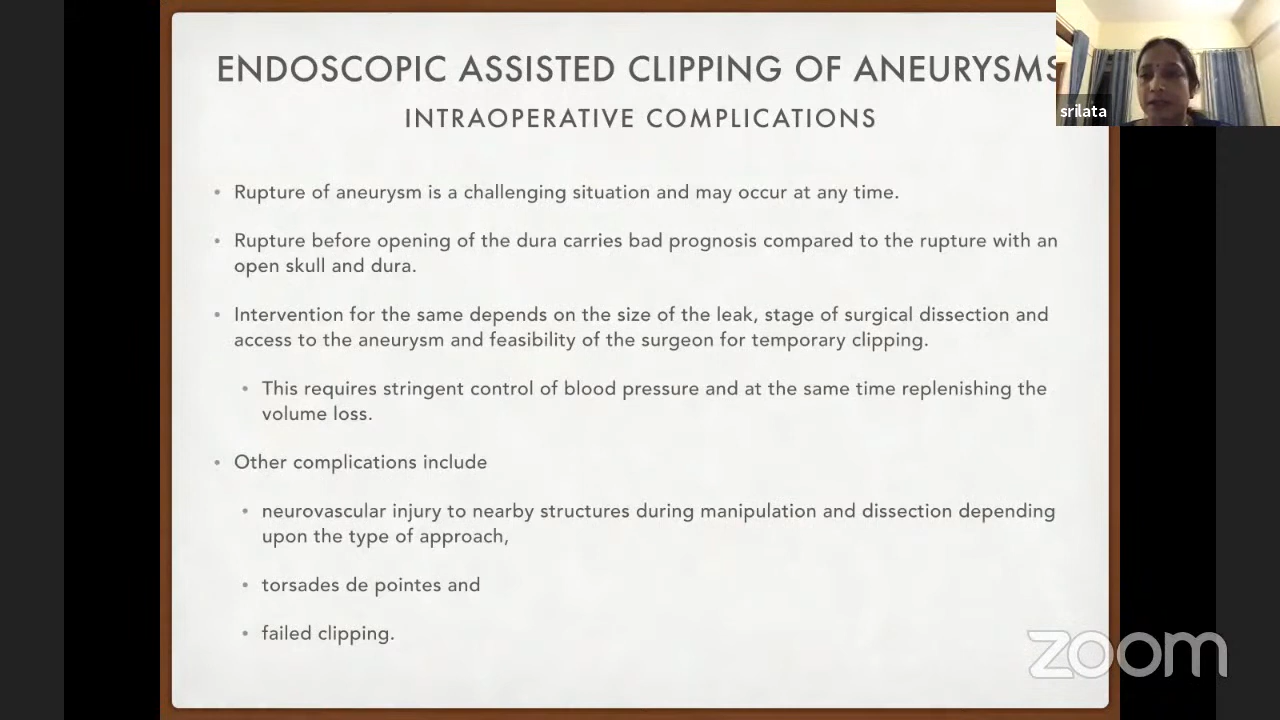 ENDOSCOPIC ASSISTED CLIPPING OF ANEURYSMS
INTRAOPERATIVE COMPLICATIONS
srilata
• Rupture of aneurysm is a challenging situation and may occur at any time.
• Rupture before opening of the dura carries bad prognosis compared to the rupture with an
open skull and dura.
• Intervention for the same depends on the size of the leak, stage of surgical dissection and
access to the aneurysm and feasibility of the surgeon for temporary clipping.
• This requires stringent control of blood pressure and at the same time replenishing the
volume loss.
• Other complications include
• neurovascular injury to nearby structures during manipulation and dissection depending
upon the type of approach,
• torsades de pointes and
• failed clipping.
zoom